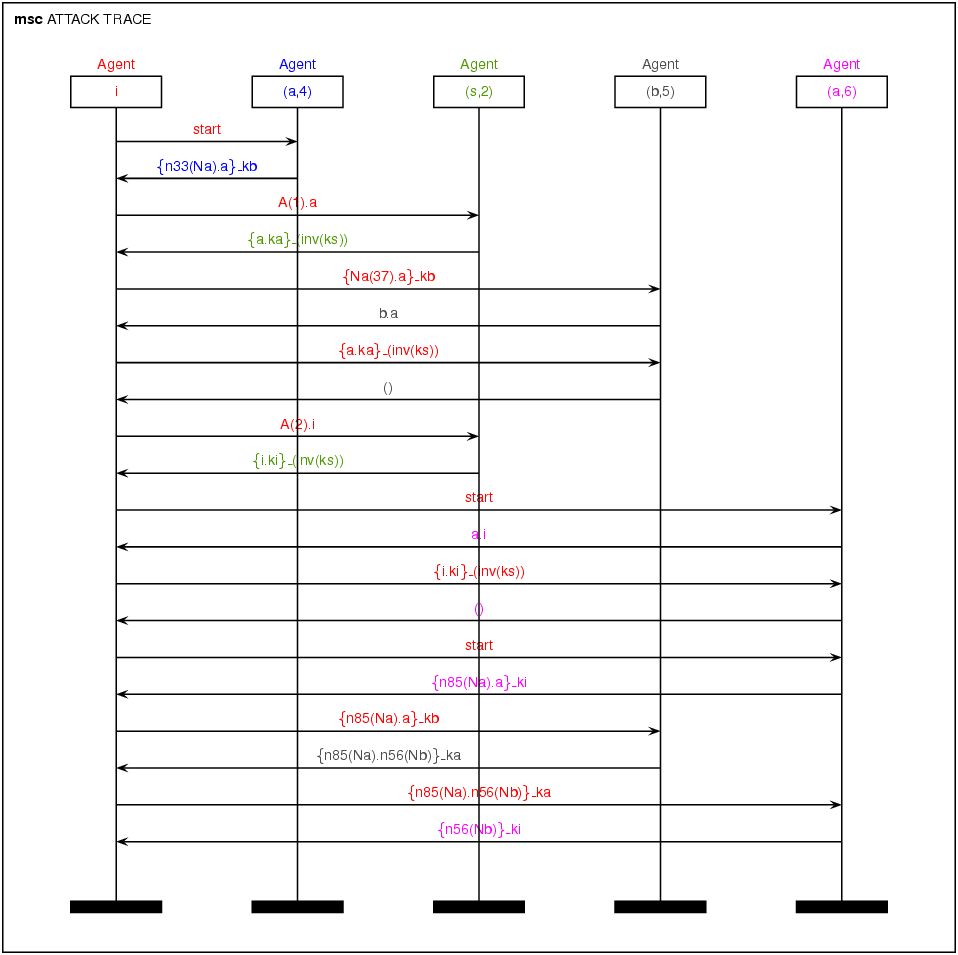 msc ATTACK TRACE
Agent Agent Agent Agent Agent
i (a,4) (s,2) (b,5) (a,6)
start
{n33(Na).a}_kb
A(1).a
{a.ka}_(inv(ks))
{Na(37).a}_kb
b.a
{a.ka}_(inv(ks))
()
A(2).i
{i.ki}_(inv(ks))
start
a.i
{i.ki}_(inv(ks))
()
start
{n85(Na).a}_ki
{n85(Na).a}_kb
{n85(Na).n56(Nb)}_ka
{n85(Na).n56(Nb)}_ka
{n56(Nb)}_ki